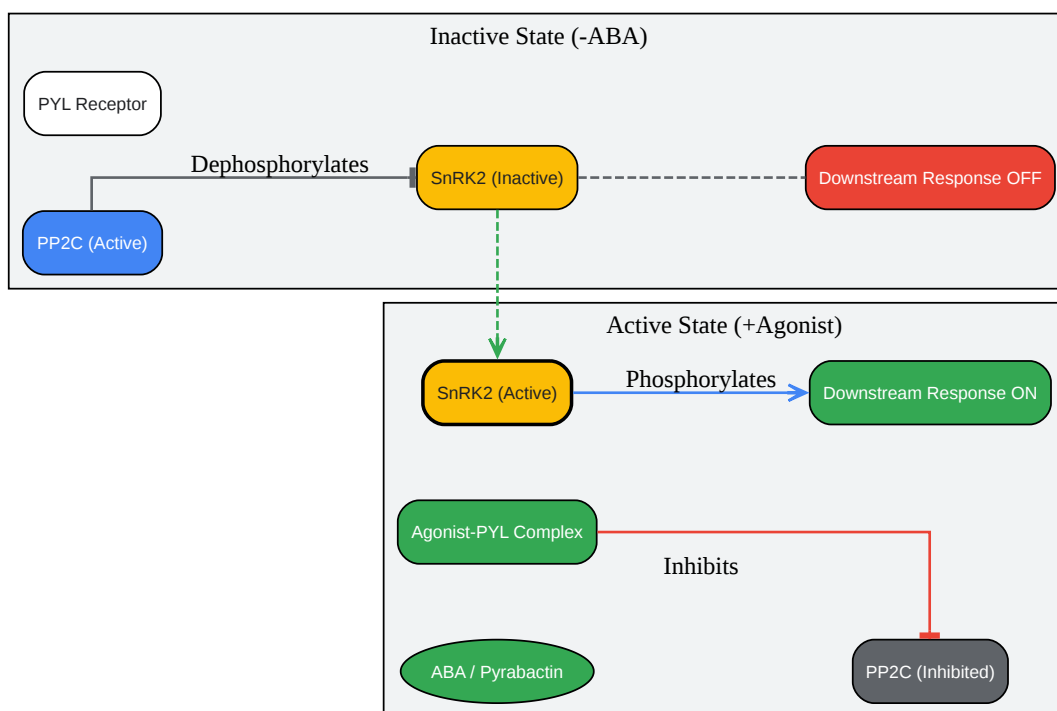 Inactive State (-ABA)
PYL Receptor
Dephosphorylates
SnRK2 (Inactive)
Downstream Response OFF
PP2C (Active)
Active State (+Agonist)
SnRK2 (Active)
Phosphorylates
Downstream Response ON
Agonist-PYL Complex
Inhibits
ABA / Pyrabactin
PP2C (Inhibited)